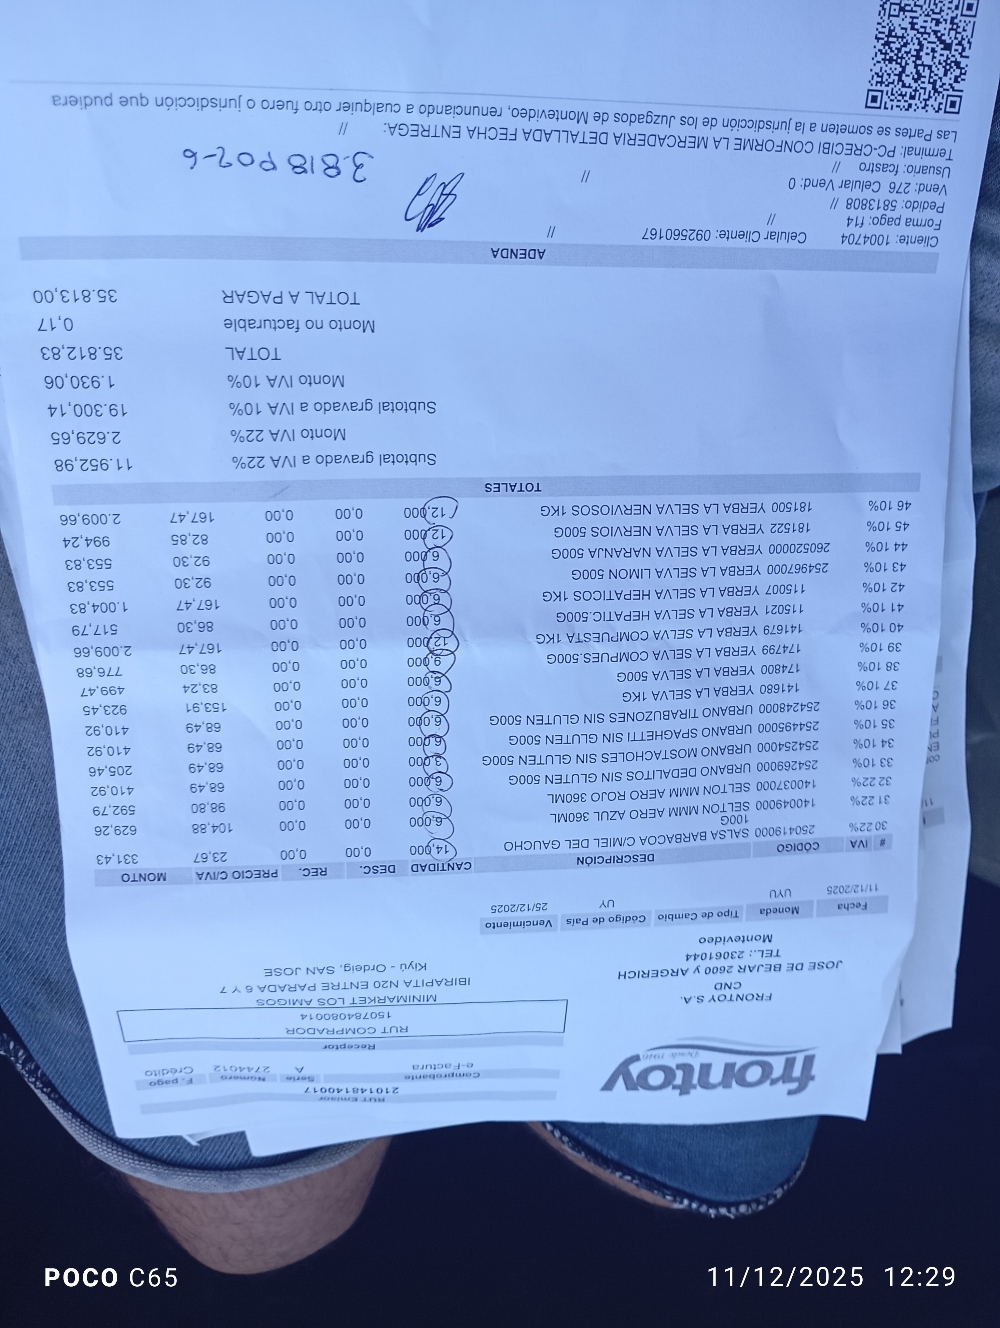 frontoy
Desde 1946
RUT Emisor
210148140017
Comprobante Serie Número F. pago
e-Factura A 2744012 Crédito
Receptor
RUT COMPRADOR
150784080014
MINIMARKET LOS AMIGOS
IBIRAPITA N20 ENTRE PARADA 6 Y 7
Kiyú - Ordeig, SAN JOSE
FRONTOY S.A.
CND
JOSE DE BEJAR 2600 y ARGERICH
TEL.: 23061044
Montevideo
Fecha Moneda Tipo de Cambio Código de País Vencimiento
11/12/2025 UYU UY 25/12/2025
# IVA CÓDIGO DESCRIPCIÓN CANTIDAD DESC. REC. PRECIO C/IVA MONTO
30 22% 250419000 SALSA BARBACOA C/MIEL DEL GAUCHO 100G 14,000 0,00 0,00 23,67 331,43
31 22% 140049000 SELTON MMM AERO AZUL 360ML 6,000 0,00 0,00 104,88 629,26
32 22% 140037000 SELTON MMM AERO ROJO 360ML 6,000 0,00 0,00 98,80 592,79
33 10% 254269000 URBANO DEDALITOS SIN GLUTEN 500G 6,000 0,00 0,00 68,49 410,92
34 10% 254254000 URBANO MOSTACHOLES SIN GLUTEN 500G 3,000 0,00 0,00 68,49 205,46
35 10% 254495000 URBANO SPAGHETTI SIN GLUTEN 500G 6,000 0,00 0,00 68,49 410,92
36 10% 254248000 URBANO TIRABUZONES SIN GLUTEN 500G 6,000 0,00 0,00 68,49 410,92
37 10% 141680 YERBA LA SELVA 1KG 6,000 0,00 0,00 153,91 923,45
38 10% 174800 YERBA LA SELVA 500G 6,000 0,00 0,00 83,24 499,47
39 10% 174799 YERBA LA SELVA COMPUES.500G 9,000 0,00 0,00 86,30 776,68
40 10% 141679 YERBA LA SELVA COMPUESTA 1KG 12,000 0,00 0,00 167,47 2.009,66
41 10% 115021 YERBA LA SELVA HEPATIC.500G 6,000 0,00 0,00 86,30 517,79
42 10% 115007 YERBA LA SELVA HEPATICOS 1KG 6,000 0,00 0,00 167,47 1.004,83
43 10% 254967000 YERBA LA SELVA LIMON 500G 6,000 0,00 0,00 92,30 553,83
44 10% 260520000 YERBA LA SELVA NARANJA 500G 6,000 0,00 0,00 92,30 553,83
45 10% 181522 YERBA LA SELVA NERVIOS 500G 12,000 0,00 0,00 82,85 994,24
46 10% 181500 YERBA LA SELVA NERVIOSOS 1KG 12,000 0,00 0,00 167,47 2.009,66
TOTALES
Subtotal gravado a IVA 22% 11.952,98
Monto IVA 22% 2.629,65
Subtotal gravado a IVA 10% 19.300,14
Monto IVA 10% 1.930,06
TOTAL 35.812,83
Monto no facturable 0,17
TOTAL A PAGAR 35.813,00
ADENDA
Cliente: 1004704 Celular Cliente: 092560167 //
Forma pago: f14 //
Pedido: 5813808 //
Vend: 276 Celular Vend: 0 //
Usuario: fcastro //
Terminal: PC-CRECIBI CONFORME LA MERCADERIA DETALLADA FECHA ENTREGA: //
Las Partes se someten a la jurisdicción de los Juzgados de Montevideo, renunciando a cualquier otro fuero o jurisdicción que pudiera
POCO C65
11/12/2025 12:29